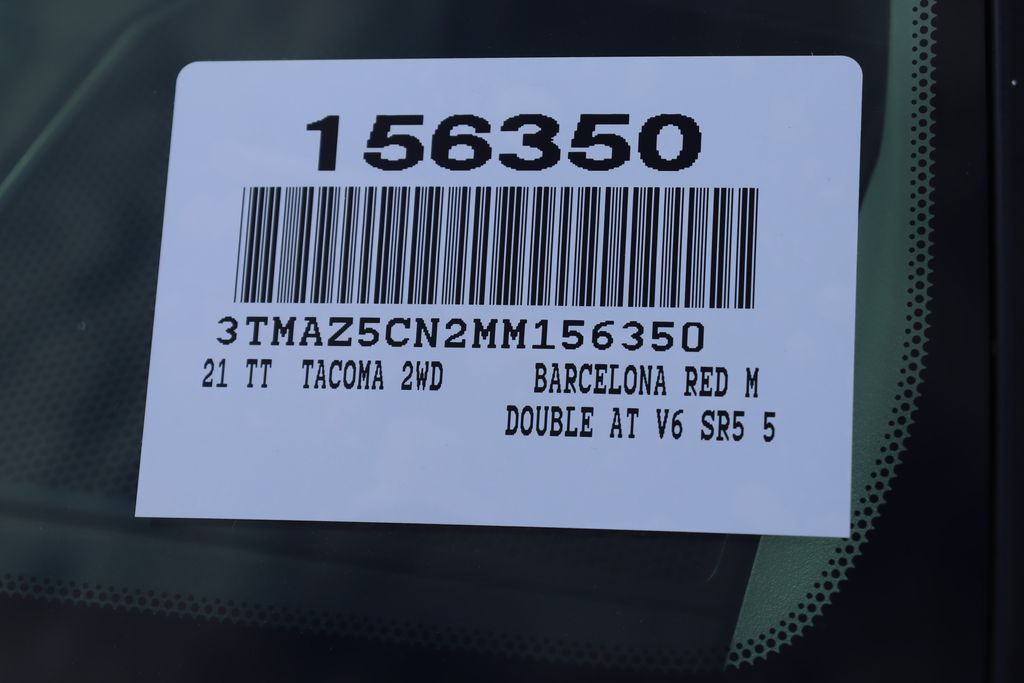 156350
3TMAZ5CN2MM156350
21 TT TACOMA 2WD BARCELONA RED M
DOUBLE AT V6 SR5 5